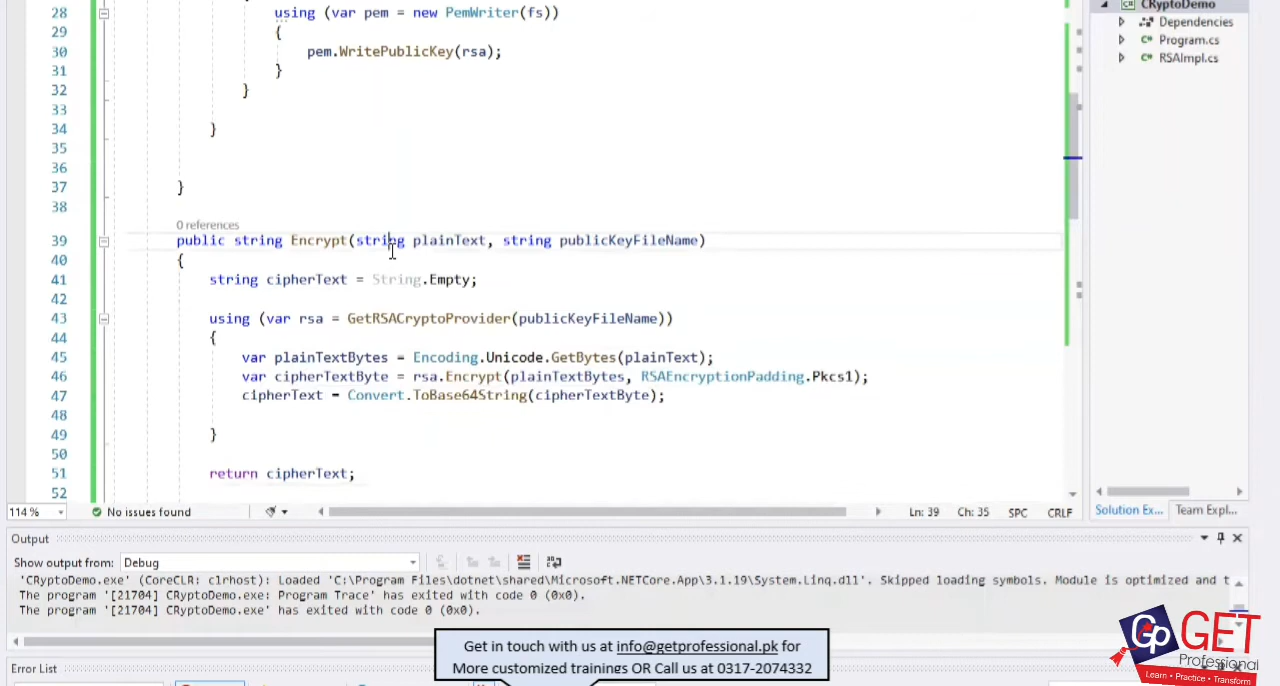 28 using (var pem = new PemWriter(fs))
29 {
30 pem.WritePublicKey(rsa);
31 }
32 }
33
34 }
35
36
37 }
38
0 references
39 public string Encrypt(string plainText, string publicKeyFileName)
40 {
41 string cipherText = String.Empty;
42
43 using (var rsa = GetRSACryptoProvider(publicKeyFileName))
44 {
45 var plainTextBytes = Encoding.Unicode.GetBytes(plainText);
46 var cipherTextByte = rsa.Encrypt(plainTextBytes, RSAEncryptionPadding.Pkcs1);
47 cipherText = Convert.ToBase64String(cipherTextByte);
48
49 }
50
51 return cipherText;
52
CRyptoDemo
Dependencies
C# Program.cs
C# RSAImpl.cs
114 % No issues found Ln: 39 Ch: 35 SPC CRLF
Solution Ex... Team Expl...
Output
Show output from: Debug
'CRyptoDemo.exe' (CoreCLR: clrhost): Loaded 'C:\Program Files\dotnet\shared\Microsoft.NETCore.App\3.1.19\System.Linq.dll'. Skipped loading symbols. Module is optimized and t
The program '[21704] CRyptoDemo.exe: Program Trace' has exited with code 0 (0x0).
The program '[21704] CRyptoDemo.exe' has exited with code 0 (0x0).
Error List
Get in touch with us at info@getprofessional.pk for
More customized trainings OR Call us at 0317-2074332
Gp GET
Professional
Learn • Practice • Transform